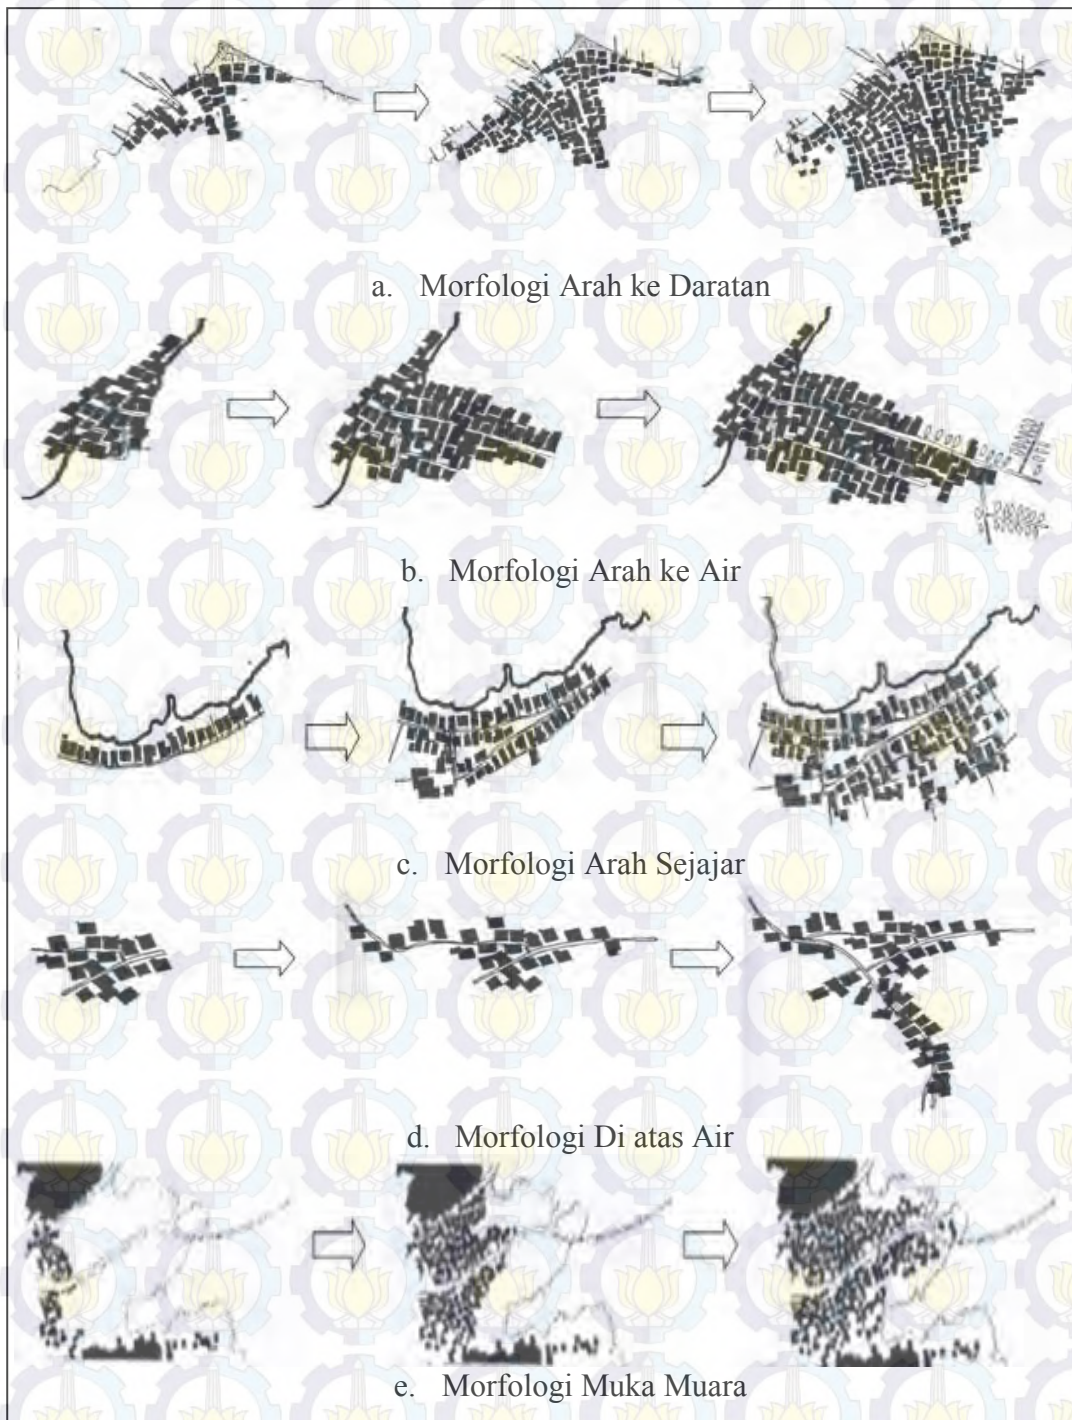 a. Morfologi Arah ke Daratan
b. Morfologi Arah ke Air
c. Morfologi Arah Sejajar
d. Morfologi Di atas Air
e. Morfologi Muka Muara